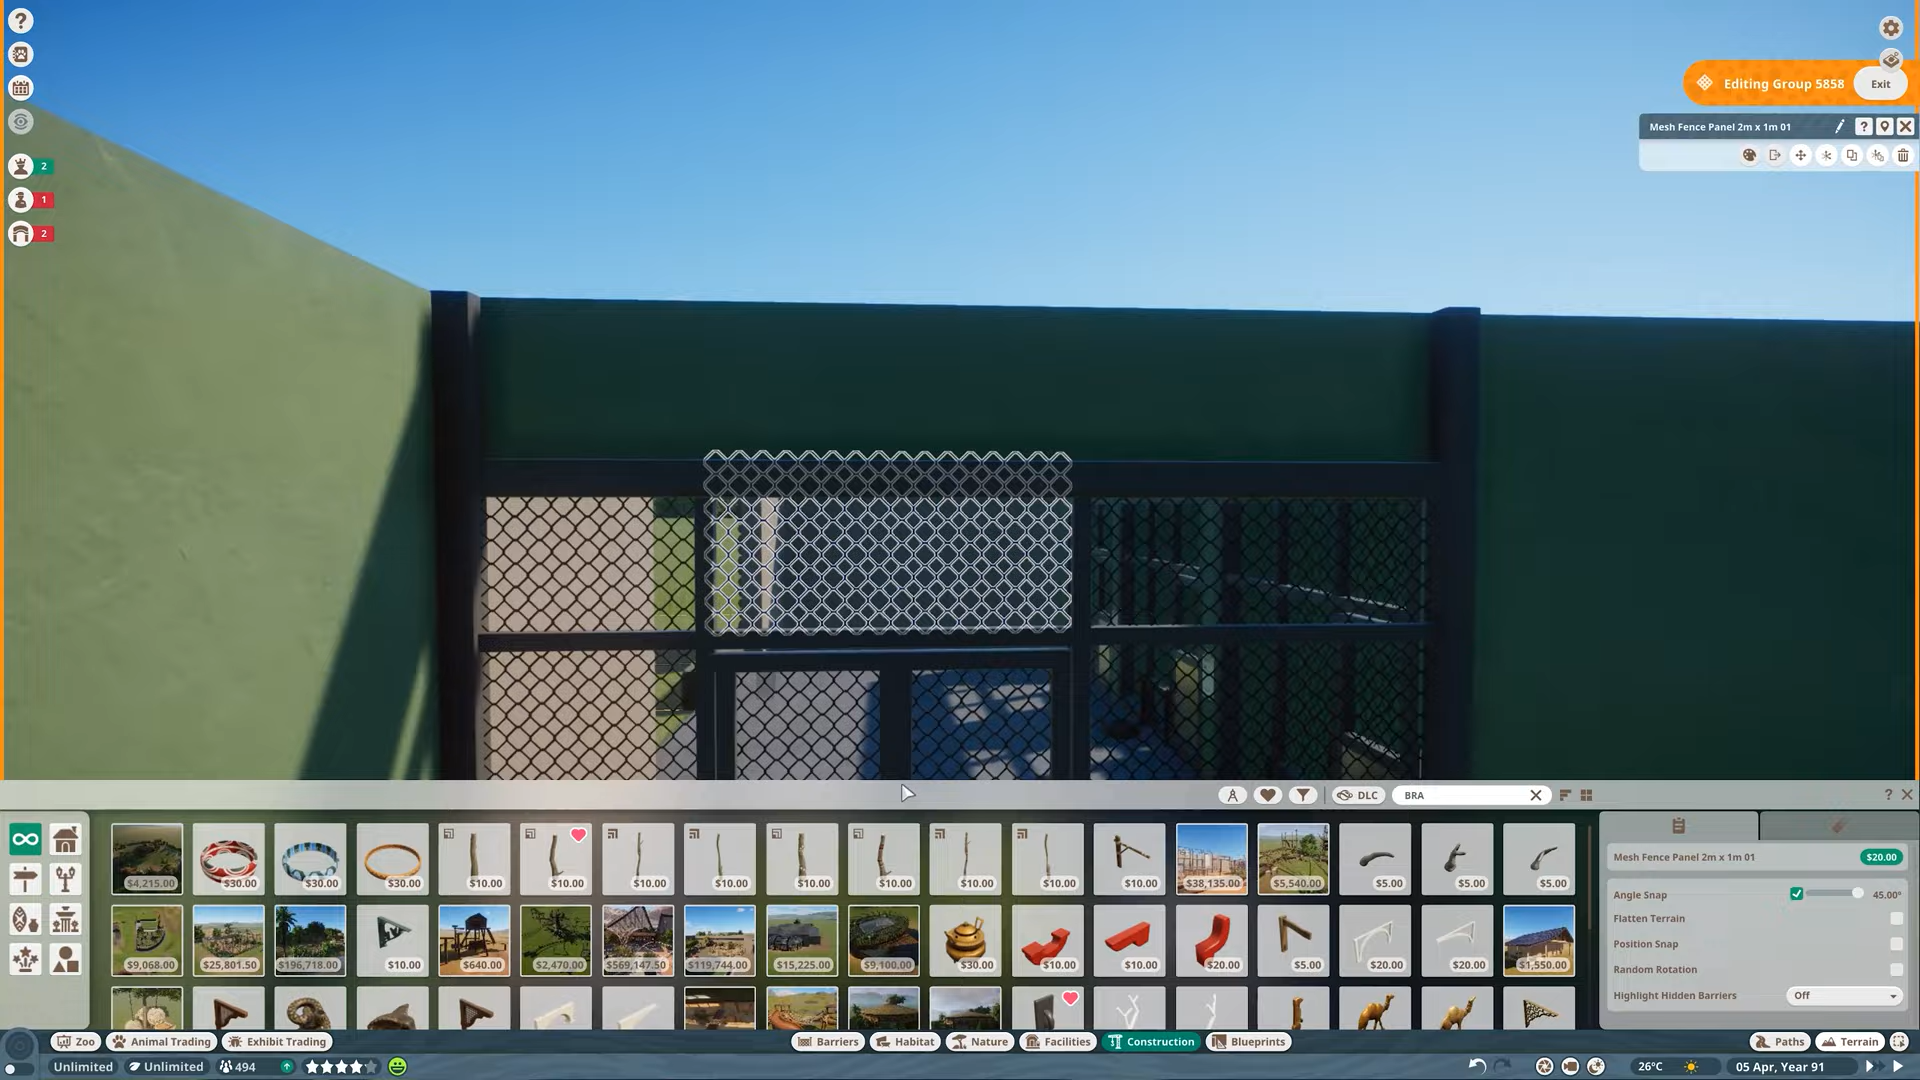 Editing Group 5858
Exit
Mesh Fence Panel 2m x 1m 01
2
1
2
DLC
BRA
$4,215.00
$30.00
$30.00
$30.00
$10.00
$10.00
$10.00
$10.00
$10.00
$10.00
$10.00
$10.00
$10.00
$38,135.00
$5,540.00
$5.00
$5.00
$5.00
$9,068.00
$25,801.50
$196,718.00
$10.00
$640.00
$2,470.00
$569,147.50
$119,744.00
$15,225.00
$9,100.00
$30.00
$10.00
$10.00
$20.00
$5.00
$20.00
$20.00
$1,550.00
Mesh Fence Panel 2m x 1m 01
$20.00
Angle Snap
45.00°
Flatten Terrain
Position Snap
Random Rotation
Highlight Hidden Barriers
Off
Zoo
Animal Trading
Exhibit Trading
Barriers
Habitat
Nature
Facilities
Construction
Blueprints
Paths
Terrain
Unlimited
Unlimited
494
26°C
05 Apr, Year 91